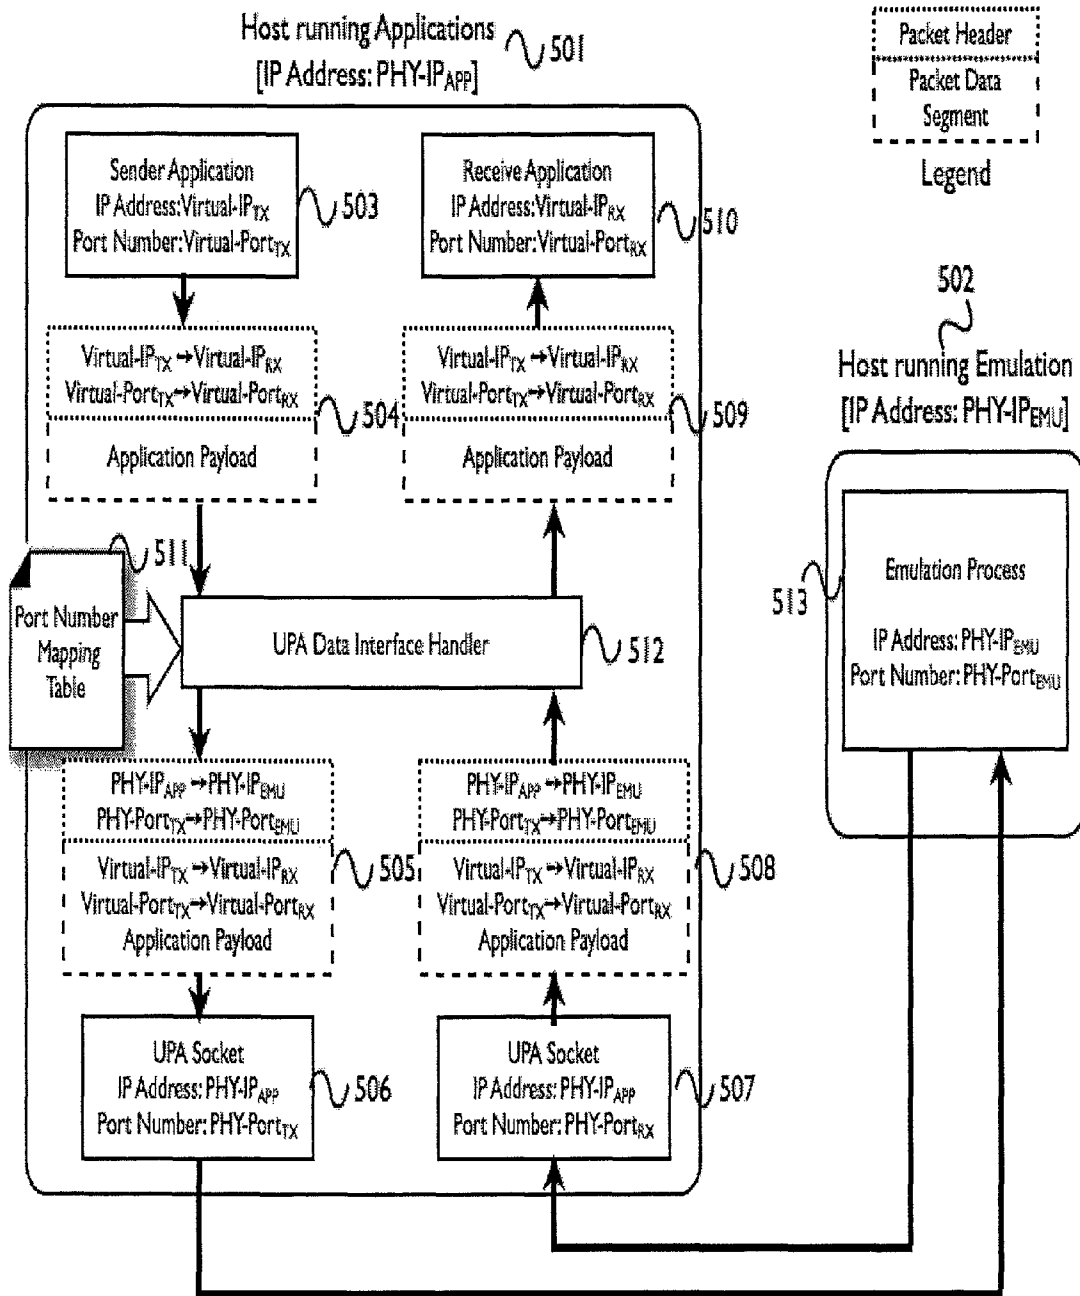 Host running Applications
[IP Address: PHY-IP_APP]
501
Packet Header
Packet Data
Segment
Legend
Sender Application
IP Address:Virtual-IP_TX
Port Number:Virtual-Port_TX
503
Receive Application
IP Address:Virtual-IP_RX
Port Number:Virtual-Port_RX
510
502
Host running Emulation
[IP Address: PHY-IP_EMU]
Virtual-IP_TX→Virtual-IP_RX
Virtual-Port_TX→Virtual-Port_RX
504
Application Payload
Virtual-IP_TX→Virtual-IP_RX
Virtual-Port_TX→Virtual-Port_RX
509
Application Payload
511
Port Number
Mapping
Table
UPA Data Interface Handler
512
513
Emulation Process
IP Address: PHY-IP_EMU
Port Number: PHY-Port_EMU
PHY-IP_APP→PHY-IP_EMU
PHY-Port_TX→PHY-Port_EMU
505
Virtual-IP_TX→Virtual-IP_RX
Virtual-Port_TX→Virtual-Port_RX
Application Payload
PHY-IP_APP→PHY-IP_EMU
PHY-Port_TX→PHY-Port_EMU
508
Virtual-IP_TX→Virtual-IP_RX
Virtual-Port_TX→Virtual-Port_RX
Application Payload
UPA Socket
IP Address: PHY-IP_APP
Port Number: PHY-Port_TX
506
UPA Socket
IP Address: PHY-IP_APP
Port Number: PHY-Port_RX
507